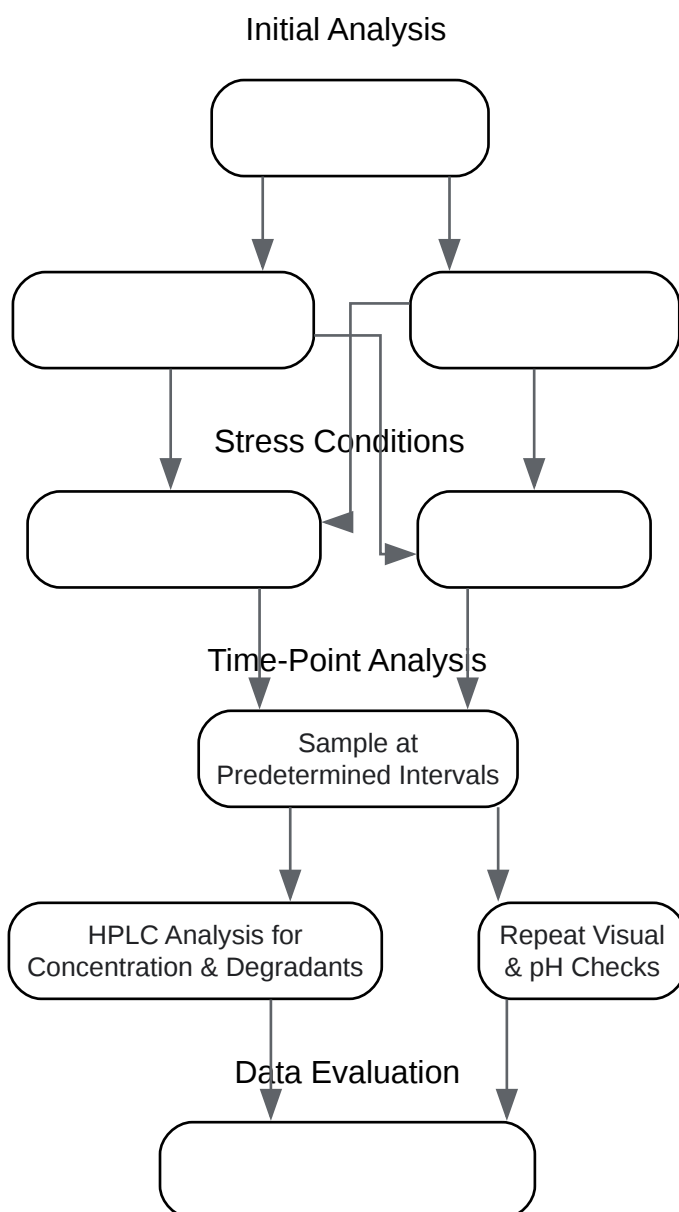 Initial Analysis
Stress Conditions
Time-Point Analysis
Sample at
Predetermined Intervals
HPLC Analysis for
Concentration & Degradants
Repeat Visual
& pH Checks
Data Evaluation